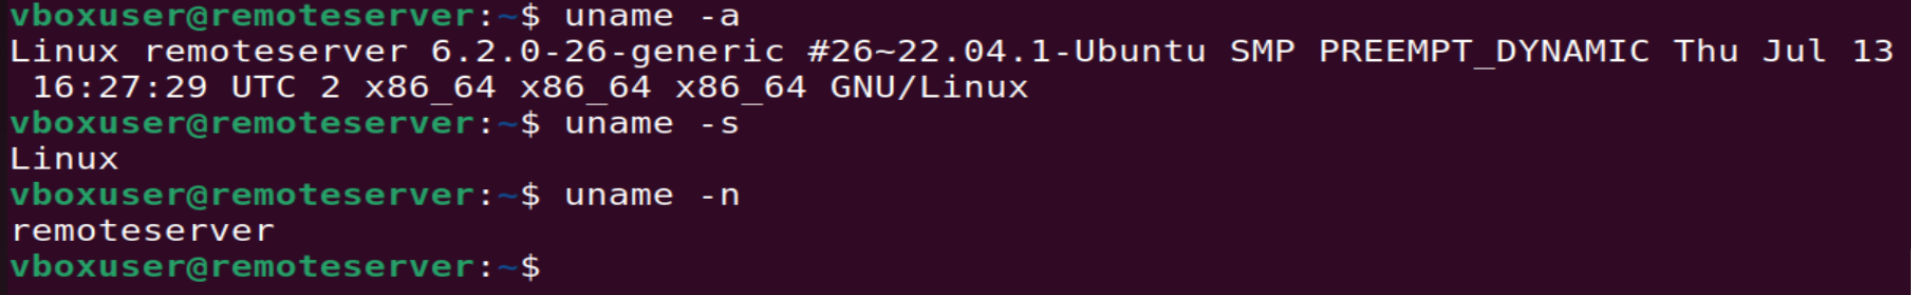 vboxuser@remoteserver:~$ uname -a
Linux remoteserver 6.2.0-26-generic #26~22.04.1-Ubuntu SMP PREEMPT_DYNAMIC Thu Jul 13
 16:27:29 UTC 2 x86_64 x86_64 x86_64 GNU/Linux
vboxuser@remoteserver:~$ uname -s
Linux
vboxuser@remoteserver:~$ uname -n
remoteserver
vboxuser@remoteserver:~$